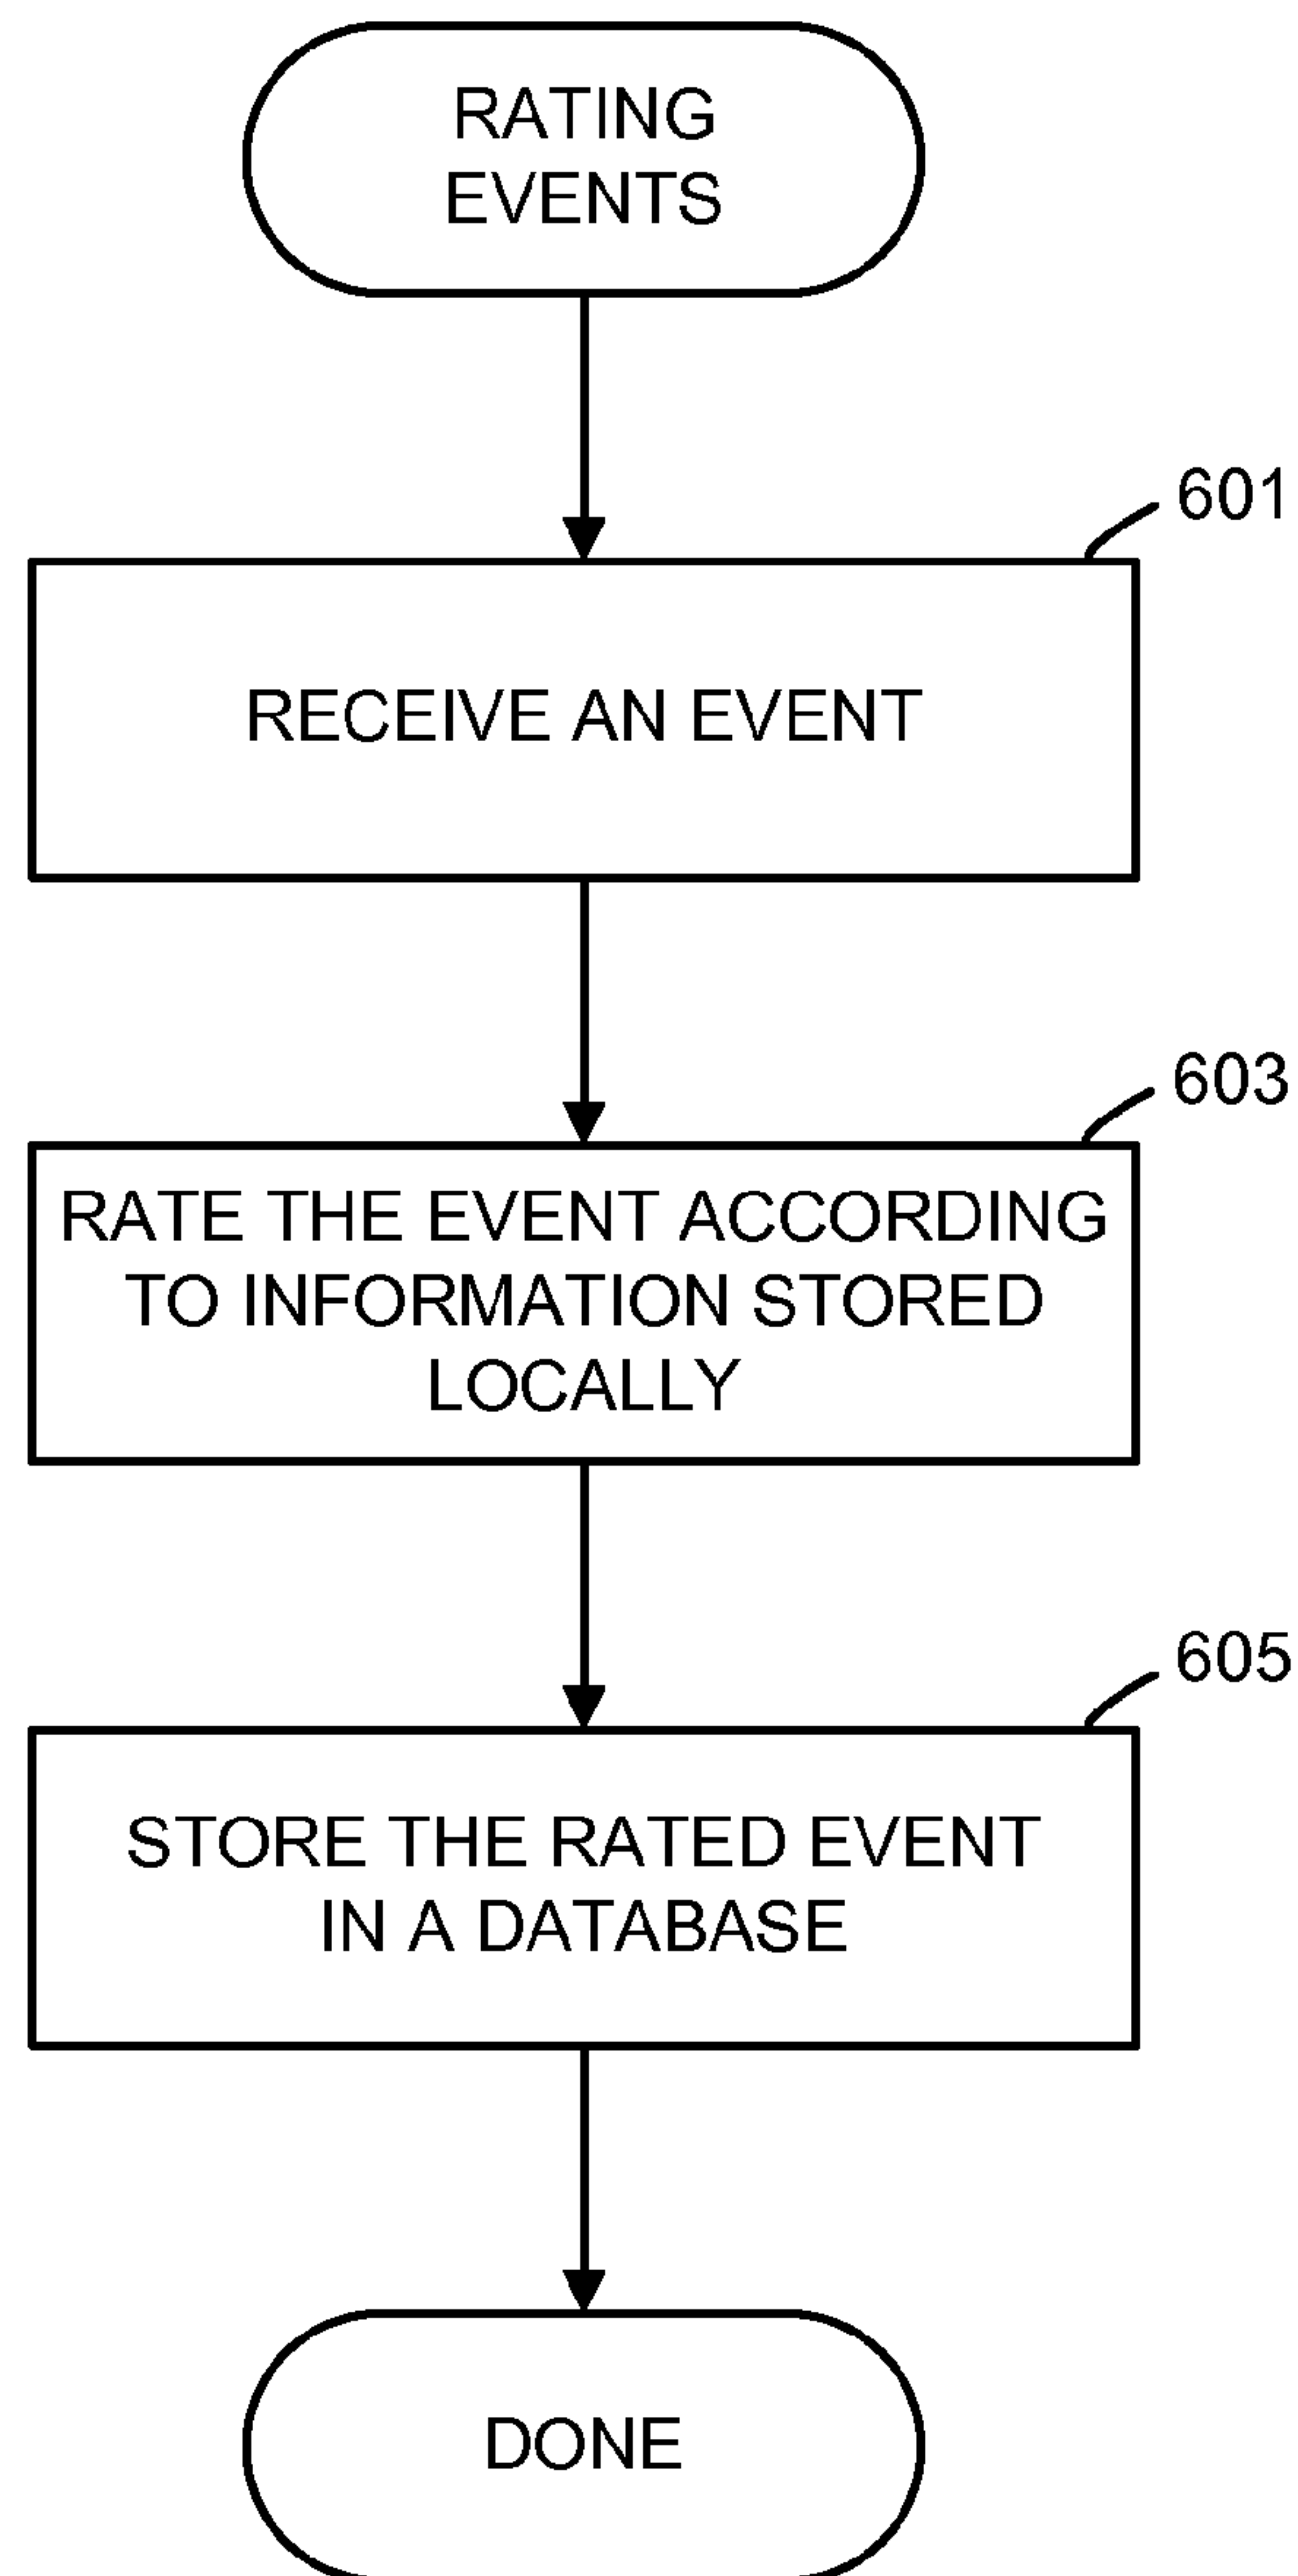 RATING
EVENTS
601
RECEIVE AN EVENT
603
RATE THE EVENT ACCORDING
TO INFORMATION STORED
LOCALLY
605
STORE THE RATED EVENT
IN A DATABASE
DONE